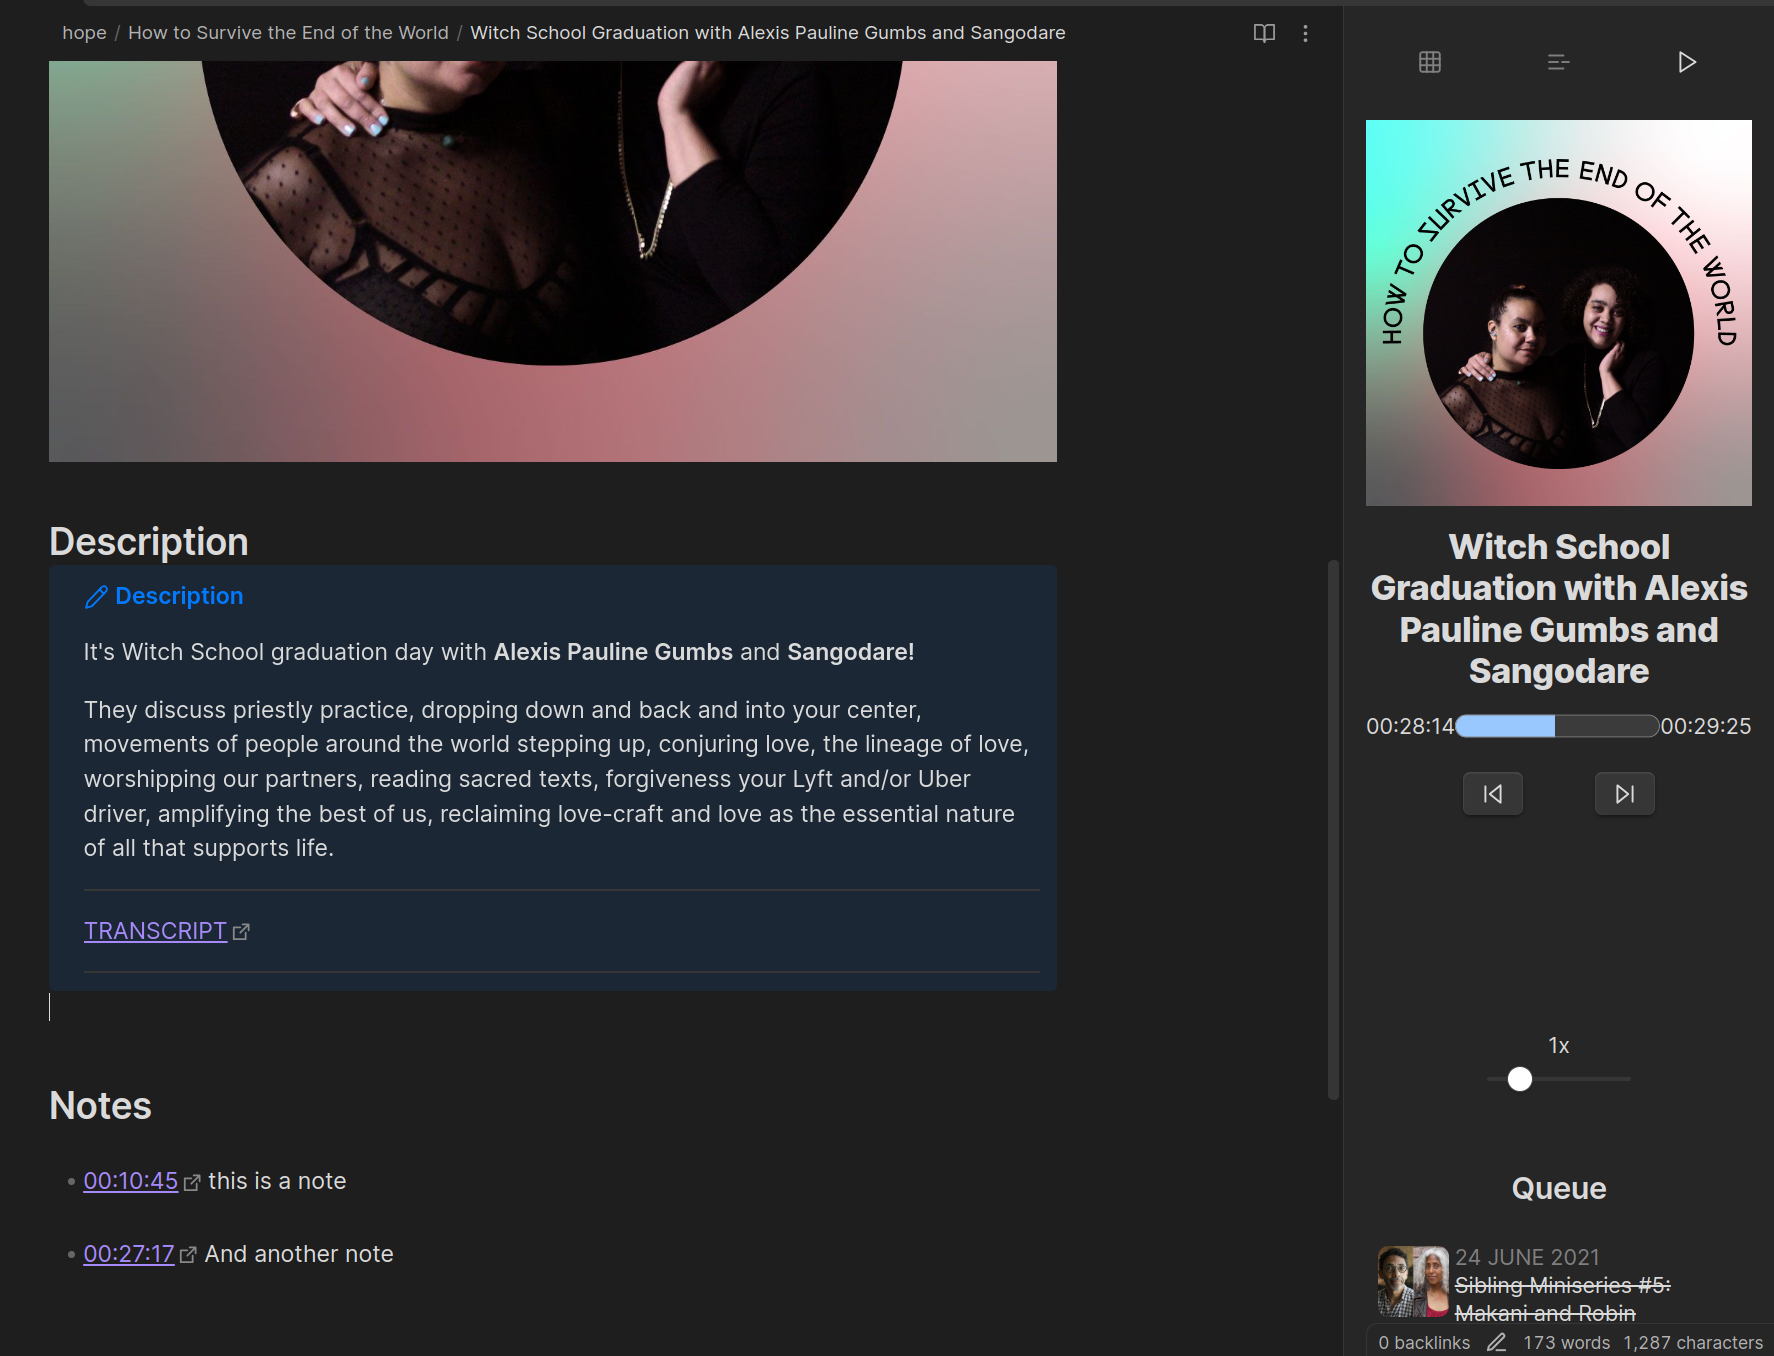 hope / How to Survive the End of the World / Witch School Graduation with Alexis Pauline Gumbs and Sangodare
Description
Description
It's Witch School graduation day with Alexis Pauline Gumbs and Sangodare!
They discuss priestly practice, dropping down and back and into your center,
movements of people around the world stepping up, conjuring love, the lineage of love,
worshipping our partners, reading sacred texts, forgiveness your Lyft and/or Uber
driver, amplifying the best of us, reclaiming love-craft and love as the essential nature
of all that supports life.
TRANSCRIPT
Notes
• 00:10:45 this is a note
• 00:27:17 And another note
HOW TO SURVIVE THE END OF THE WORLD
Witch School
Graduation with Alexis
Pauline Gumbs and
Sangodare
00:28:14 00:29:25
1x
Queue
24 JUNE 2021
Sibling Miniseries #5:
Makani and Robin
0 backlinks 173 words 1,287 characters